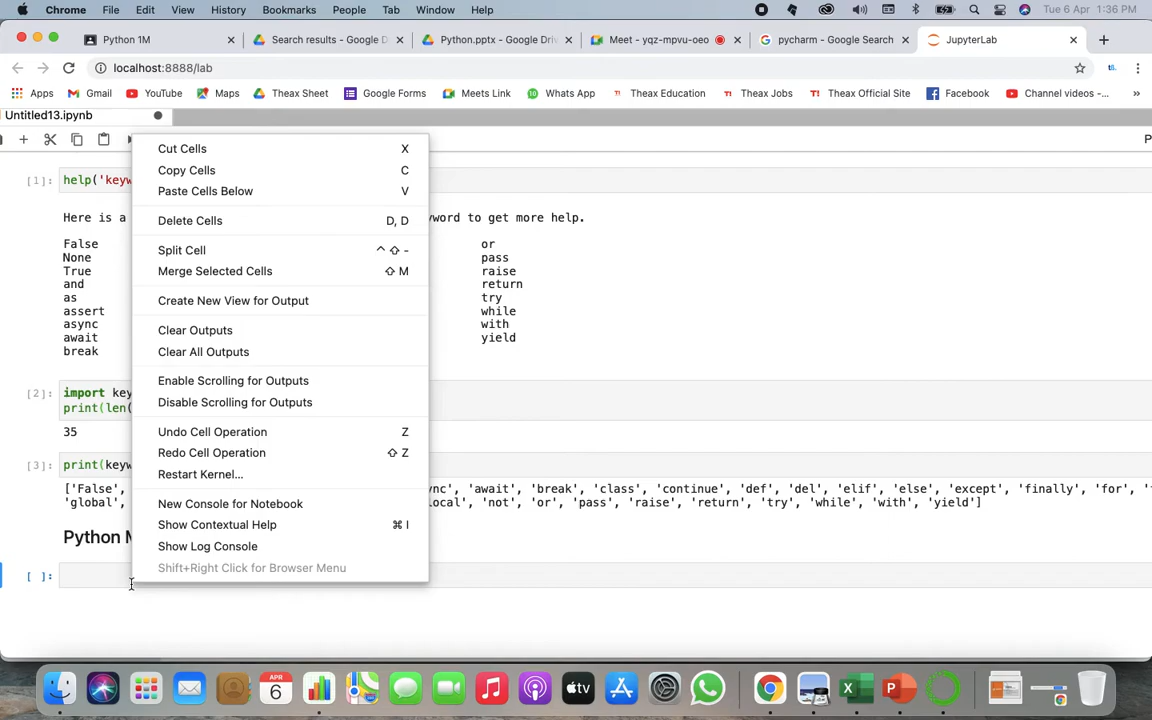 Chrome File Edit View History Bookmarks People Tab Window Help Tue 6 Apr 1:36 PM
Python 1M Search results - Google D Python.pptx - Google Driv Meet - yqz-mpvu-oeo pycharm - Google Search JupyterLab
localhost:8888/lab
Apps Gmail YouTube Maps Theax Sheet Google Forms Meets Link Whats App Theax Education Theax Jobs Theax Official Site Facebook Channel videos -... »
Untitled13.ipynb
P
Cut Cells X
Copy Cells C
Paste Cells Below V
Delete Cells D, D
Split Cell ^ ⇧ -
Merge Selected Cells ⇧ M
Create New View for Output
Clear Outputs
Clear All Outputs
Enable Scrolling for Outputs
Disable Scrolling for Outputs
Undo Cell Operation Z
Redo Cell Operation ⇧ Z
Restart Kernel...
New Console for Notebook
Show Contextual Help ⌘ I
Show Log Console
Shift+Right Click for Browser Menu
[1]: help('keyw
Here is a yword to get more help.
False or
None pass
True raise
and return
as try
assert while
async with
await yield
break
[2]: import key
print(len(
35
[3]: print(keyw
['False', nc', 'await', 'break', 'class', 'continue', 'def', 'del', 'elif', 'else', 'except', 'finally', 'for',
'global', local', 'not', 'or', 'pass', 'raise', 'return', 'try', 'while', 'with', 'yield']
Python M
[ ]:
APR
6